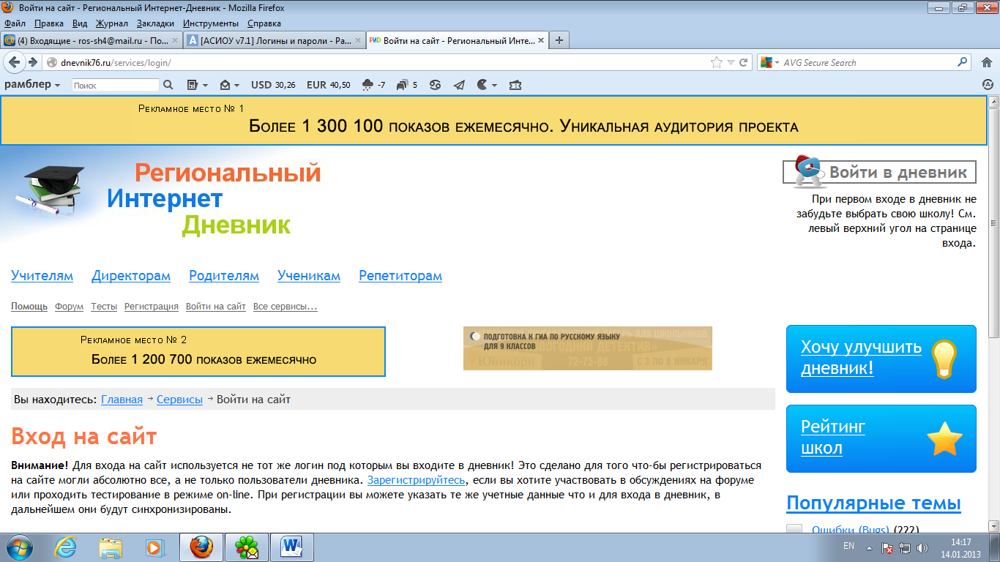 Войти на сайт - Региональный Интернет-Дневник - Mozilla Firefox
Файл Правка Вид Журнал Закладки Инструменты Справка
(4) Входящие - ros-sh4@mail.ru - По... [АСИОУ v7.1] Логины и пароли - Ра... РИД Войти на сайт - Региональный Инте...
dnevnik76.ru/services/login/ AVG Secure Search
рамблер Поиск USD 30,26 EUR 40,50 -7 5
Рекламное место № 1
Более 1 300 100 показов ежемесячно. Уникальная аудитория проекта
Региональный
Интернет
Дневник
Войти в дневник
При первом входе в дневник не
забудьте выбрать свою школу! См.
левый верхний угол на странице
входа.
Учителям Директорам Родителям Ученикам Репетиторам
Помощь Форум Тесты Регистрация Войти на сайт Все сервисы...
Рекламное место № 2
Более 1 200 700 показов ежемесячно
ПОДГОТОВКА К ГИА ПО РУССКОМУ ЯЗЫКУ
ДЛЯ 9 КЛАССОВ
ДЛЯ ШКОЛЬНИКОВ
ДЕТЕКТИВ»
Юникорн 72-75-88 С 3 ПО 8 ЯНВАРЯ
Хочу улучшить
дневник!
Вы находитесь: Главная → Сервисы → Войти на сайт
Рейтинг
школ
Вход на сайт
Внимание! Для входа на сайт используется не тот же логин под которым вы входите в дневник! Это сделано для того что-бы регистрироваться
на сайте могли абсолютно все, а не только пользователи дневника. Зарегистрируйтесь, если вы хотите участвовать в обсуждениях на форуме
или проходить тестирование в режиме on-line. При регистрации вы можете указать те же учетные данные что и для входа в дневник, в
дальнейшем они будут синхронизированы.
Популярные темы
Ошибки (Bugs) (222)
EN 14:17
14.01.2013